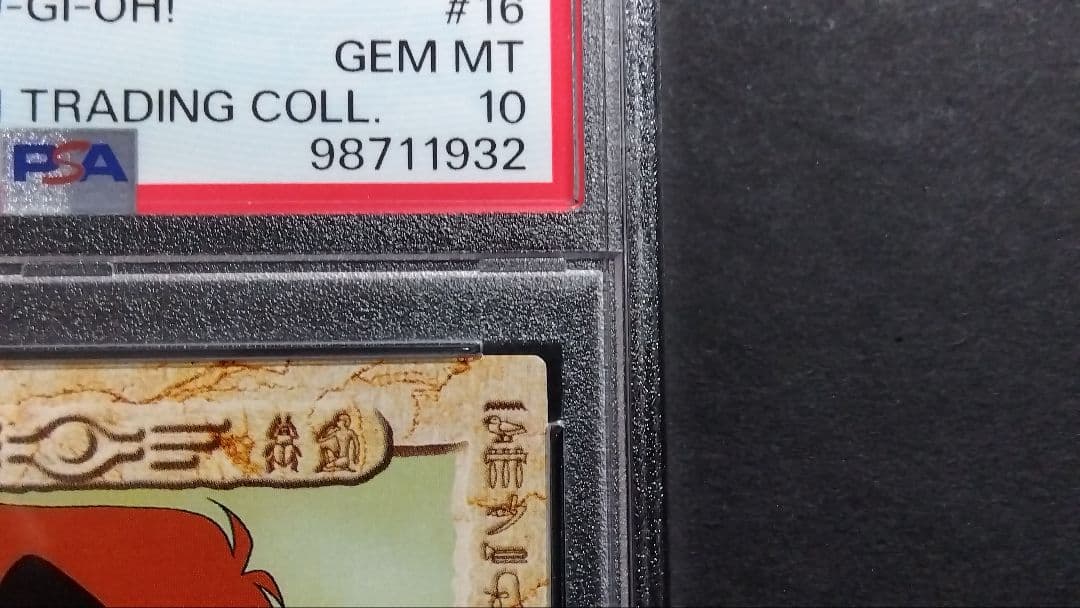 -GI-OH! #16
GEM MT
TRADING COLL. 10
PSA 98711932